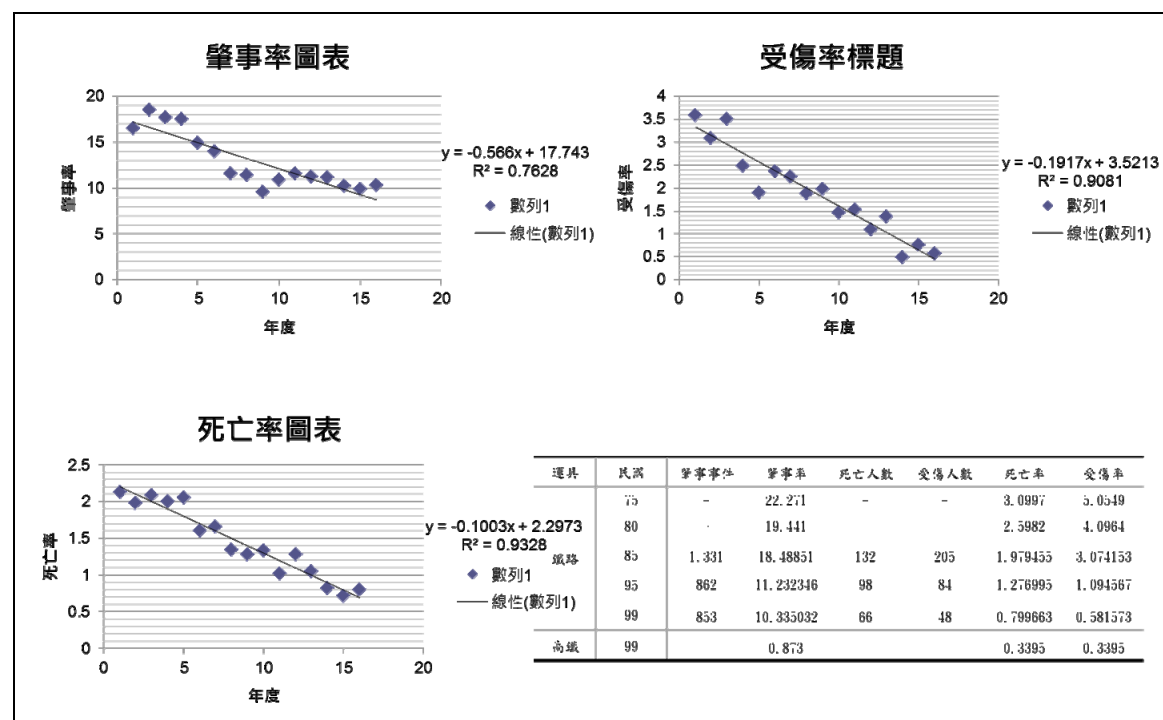 肇事率圖表
20
15
10
5
0
肇事率
0 5 10 15 20
年度
y = -0.566x + 17.743
R² = 0.7628
數列1
線性(數列1)
受傷率標題
4
3.5
3
2.5
2
1.5
1
0.5
0
受傷率
0 5 10 15 20
年度
y = -0.1917x + 3.5213
R² = 0.9081
數列1
線性(數列1)
死亡率圖表
2.5
2
1.5
1
0.5
0
死亡率
0 5 10 15 20
年度
y = -0.1003x + 2.2973
R² = 0.9328
數列1
線性(數列1)
運具 民國 肇事事件 肇事率 死亡人數 受傷人數 死亡率 受傷率
75 - 22.271 - - 3.0997 5.0549
80 - 19.441 2.5982 4.0964
鐵路 85 1.331 18.48851 132 205 1.979455 3.074153
95 862 11.232346 98 84 1.276995 1.094567
99 853 10.335032 66 48 0.799663 0.581573
高鐵 99 0.873 0.3395 0.3395